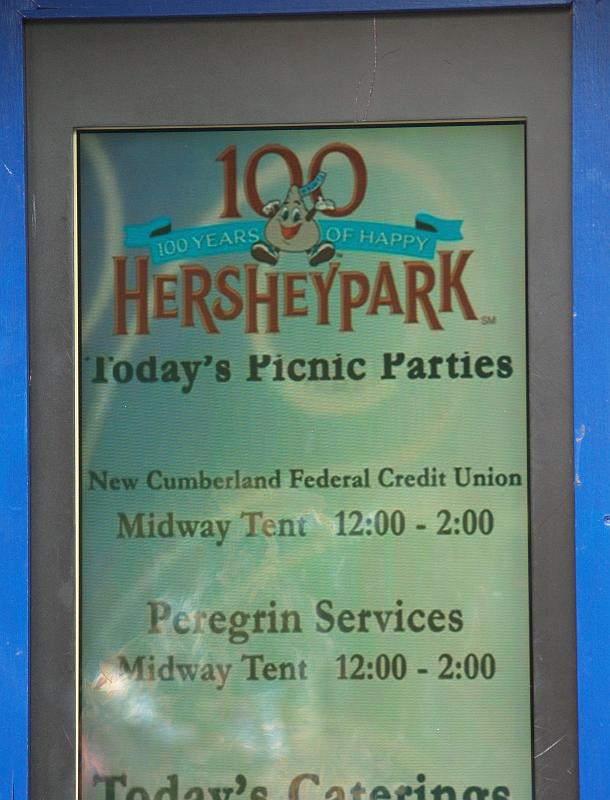 100
100 YEARS OF HAPPY
HERSHEYPARK SM
Today's Picnic Parties
New Cumberland Federal Credit Union
Midway Tent 12:00 - 2:00
Peregrin Services
Midway Tent 12:00 - 2:00
Today's Caterings